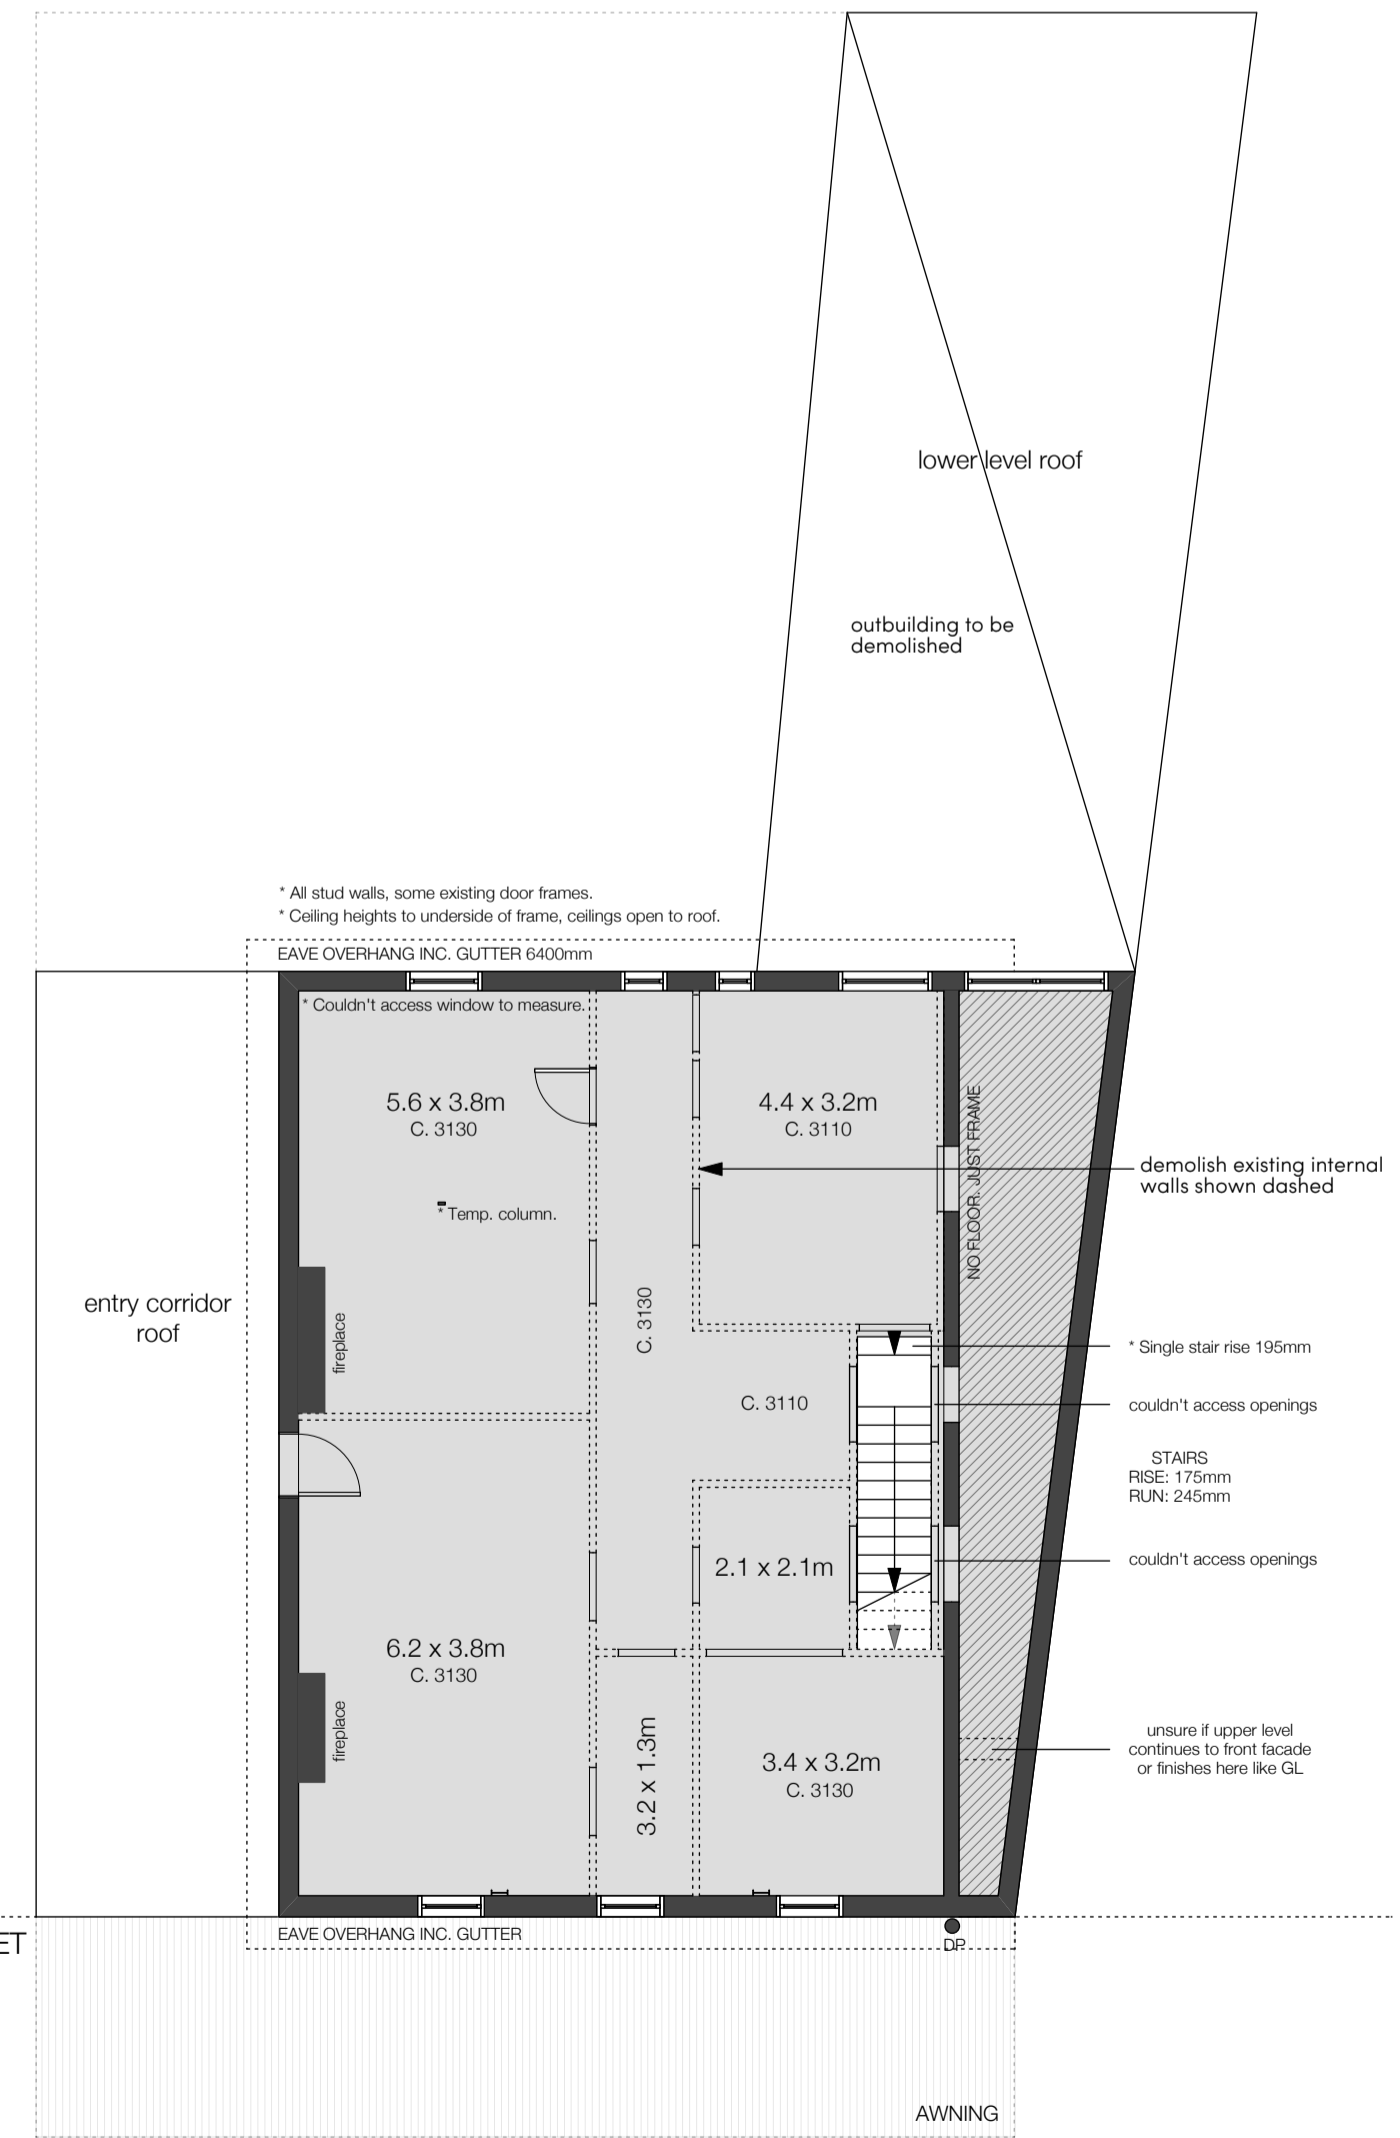 lower level roof
outbuilding to be
demolished
* All stud walls, some existing door frames.
* Ceiling heights to underside of frame, ceilings open to roof.
EAVE OVERHANG INC. GUTTER 6400mm
* Couldn't access window to measure.
5.6 x 3.8m
C. 3130
4.4 x 3.2m
C. 3110
NO FLOOR. JUST FRAME
demolish existing internal
walls shown dashed
* Temp. column.
entry corridor
roof
fireplace
C. 3130
* Single stair rise 195mm
C. 3110
couldn't access openings
STAIRS
RISE: 175mm
RUN: 245mm
2.1 x 2.1m
couldn't access openings
6.2 x 3.8m
C. 3130
fireplace
3.2 x 1.3m
3.4 x 3.2m
C. 3130
unsure if upper level
continues to front facade
or finishes here like GL
EAVE OVERHANG INC. GUTTER
DP
ET
AWNING